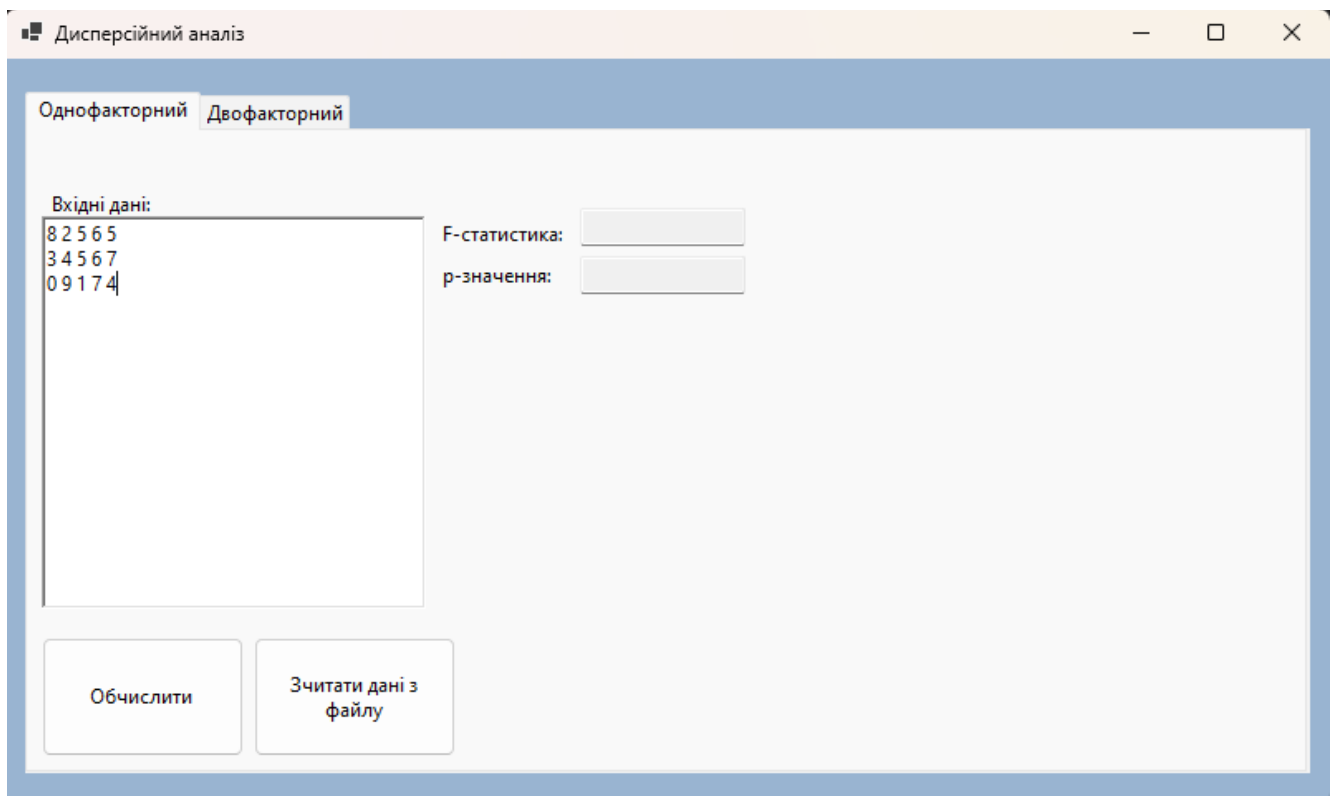 Дисперсійний аналіз
Однофакторний Двофакторний
Вхідні дані:
8 2 5 6 5
3 4 5 6 7
0 9 1 7 4
F-статистика:
p-значення:
Обчислити
Зчитати дані з
файлу